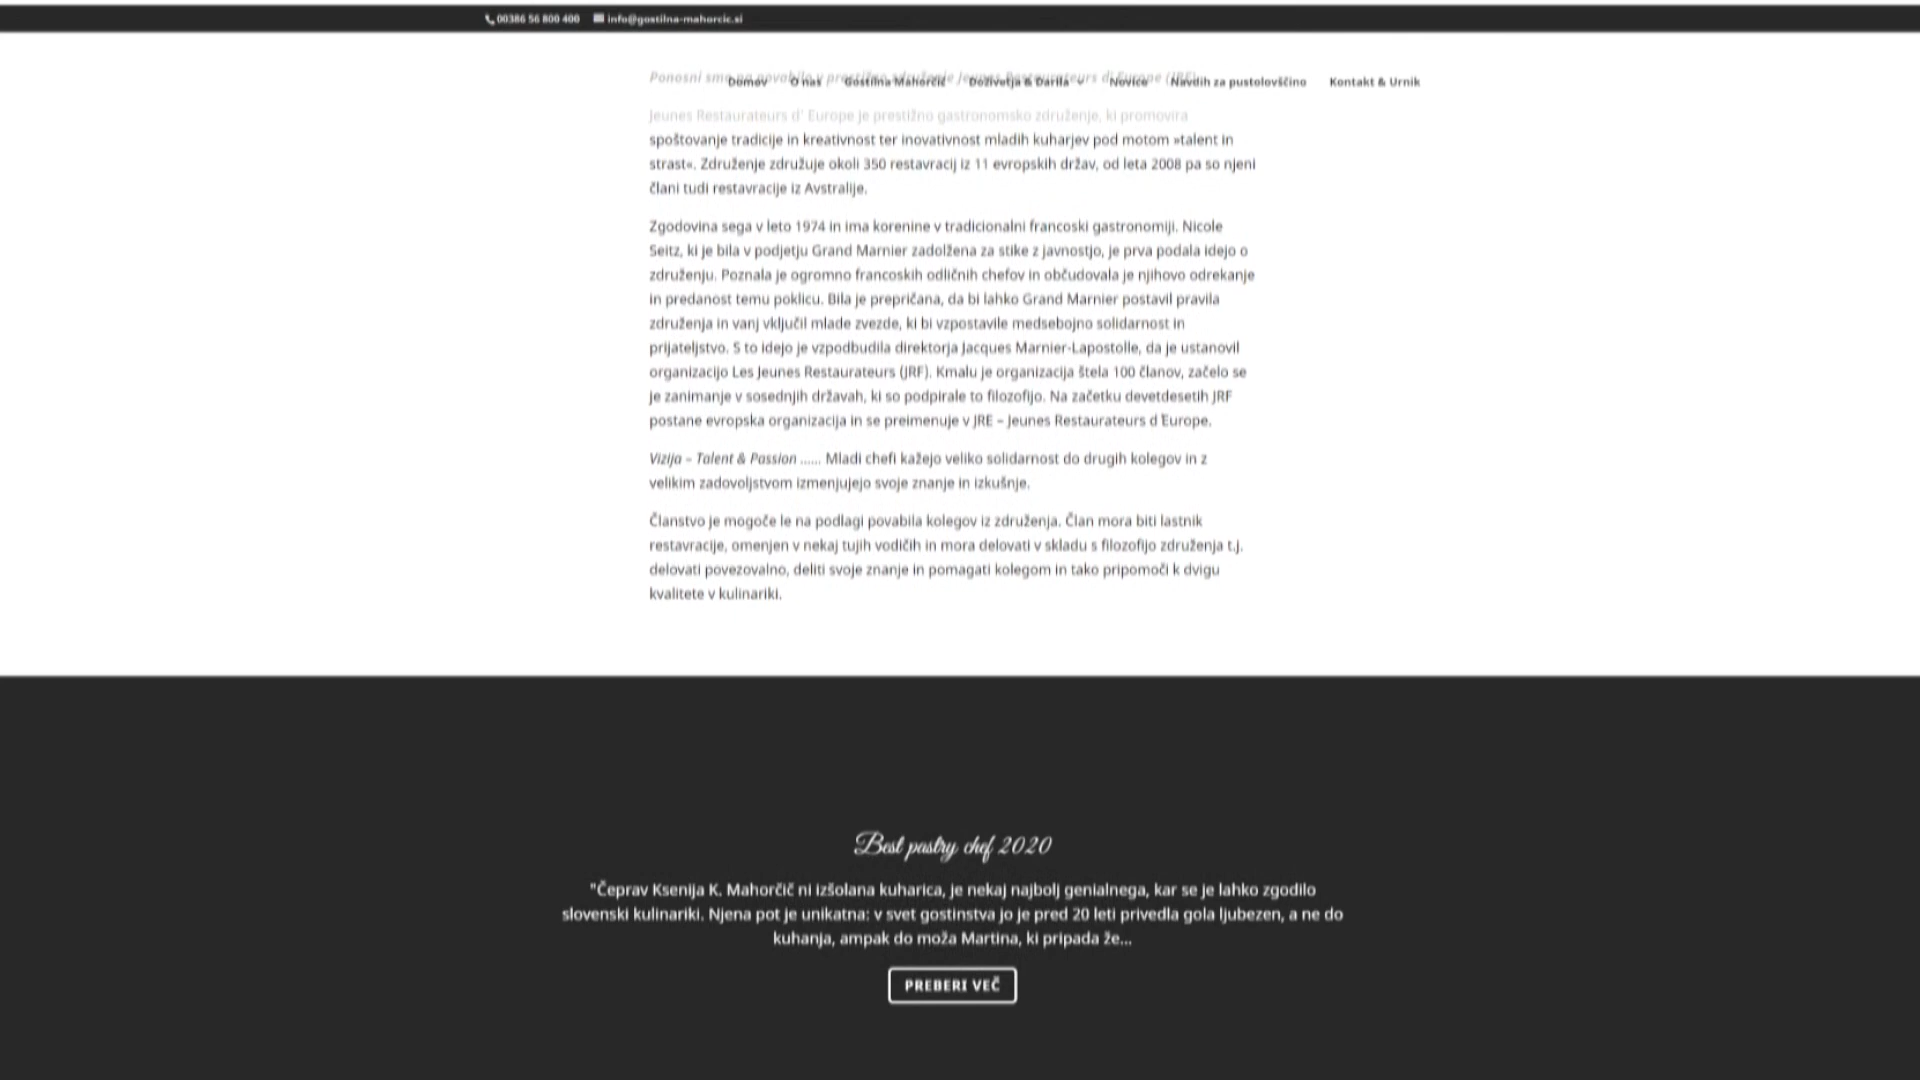 00386 56 800 400 info@gostilna-mahorcic.si
Domov O nas Gostilna Mahorčič Doživetja & Darila Novice Navdih za pustolovščino Kontakt & Urnik
Ponosni smo na povabilo v prestižno združenje Jeunes Restaurateurs d'Europe (JRE)
Jeunes Restaurateurs d' Europe je prestižno gastronomsko združenje, ki promovira
spoštovanje tradicije in kreativnost ter inovativnost mladih kuharjev pod motom »talent in
strast«. Združenje združuje okoli 350 restavracij iz 11 evropskih držav, od leta 2008 pa so njeni
člani tudi restavracije iz Avstralije.
Zgodovina sega v leto 1974 in ima korenine v tradicionalni francoski gastronomiji. Nicole
Seitz, ki je bila v podjetju Grand Marnier zadolžena za stike z javnostjo, je prva podala idejo o
združenju. Poznala je ogromno francoskih odličnih chefov in občudovala je njihovo odrekanje
in predanost temu poklicu. Bila je prepričana, da bi lahko Grand Marnier postavil pravila
združenja in vanj vključil mlade zvezde, ki bi vzpostavile medsebojno solidarnost in
prijateljstvo. S to idejo je vzpodbudila direktorja Jacques Marnier-Lapostolle, da je ustanovil
organizacijo Les Jeunes Restaurateurs (JRF). Kmalu je organizacija štela 100 članov, začelo se
je zanimanje v sosednjih državah, ki so podpirale to filozofijo. Na začetku devetdesetih JRF
postane evropska organizacija in se preimenuje v JRE – Jeunes Restaurateurs d'Europe.
Vizija – Talent & Passion …… Mladi chefi kažejo veliko solidarnost do drugih kolegov in z
velikim zadovoljstvom izmenjujejo svoje znanje in izkušnje.
Članstvo je mogoče le na podlagi povabila kolegov iz združenja. Član mora biti lastnik
restavracije, omenjen v nekaj tujih vodičih in mora delovati v skladu s filozofijo združenja t.j.
delovati povezovalno, deliti svoje znanje in pomagati kolegom in tako pripomoči k dvigu
kvalitete v kulinariki.
Best pastry chef 2020
"Čeprav Ksenija K. Mahorčič ni izšolana kuharica, je nekaj najbolj genialnega, kar se je lahko zgodilo
slovenski kulinariki. Njena pot je unikatna: v svet gostinstva jo je pred 20 leti privedla gola ljubezen, a ne do
kuhanja, ampak do moža Martina, ki pripada že...
PREBERI VEČ